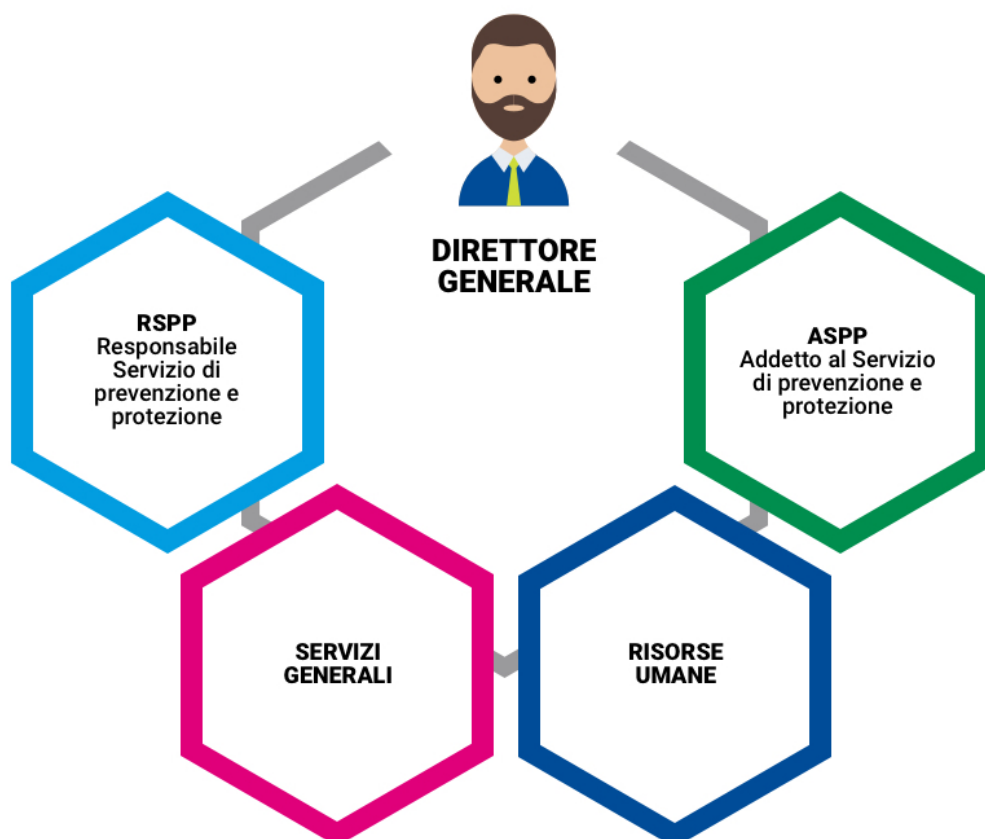 DIRETTORE
GENERALE
RSPP
Responsabile
Servizio di
prevenzione e
protezione
ASPP
Addetto al Servizio
di prevenzione e
protezione
SERVIZI
GENERALI
RISORSE
UMANE